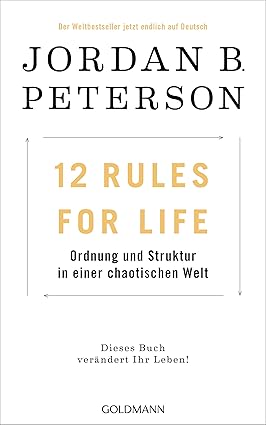 Der Weltbestseller jetzt endlich auf Deutsch
JORDAN B.
PETERSON
12 RULES
FOR LIFE
Ordnung und Struktur
in einer chaotischen Welt
Dieses Buch
verändert Ihr Leben!
GOLDMANN